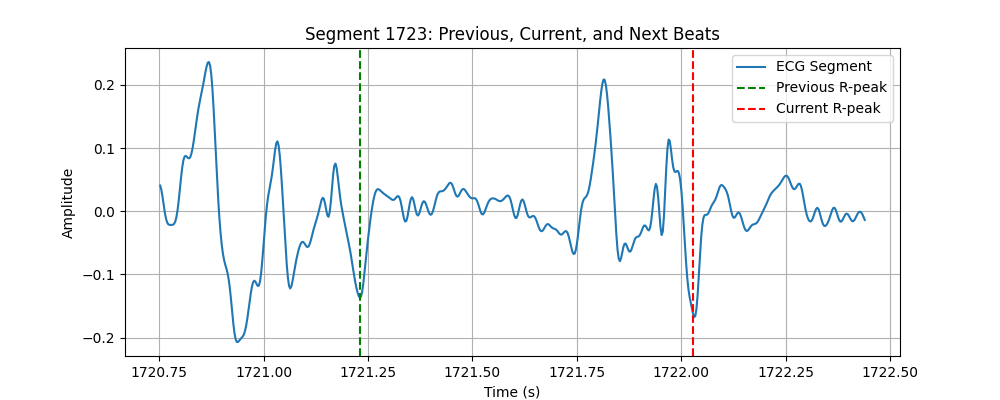 Segment 1723: Previous, Current, and Next Beats
ECG Segment
Previous R-peak
Current R-peak
Amplitude
0.2
0.1
0.0
−0.1
−0.2
1720.75 1721.00 1721.25 1721.50 1721.75 1722.00 1722.25 1722.50
Time (s)